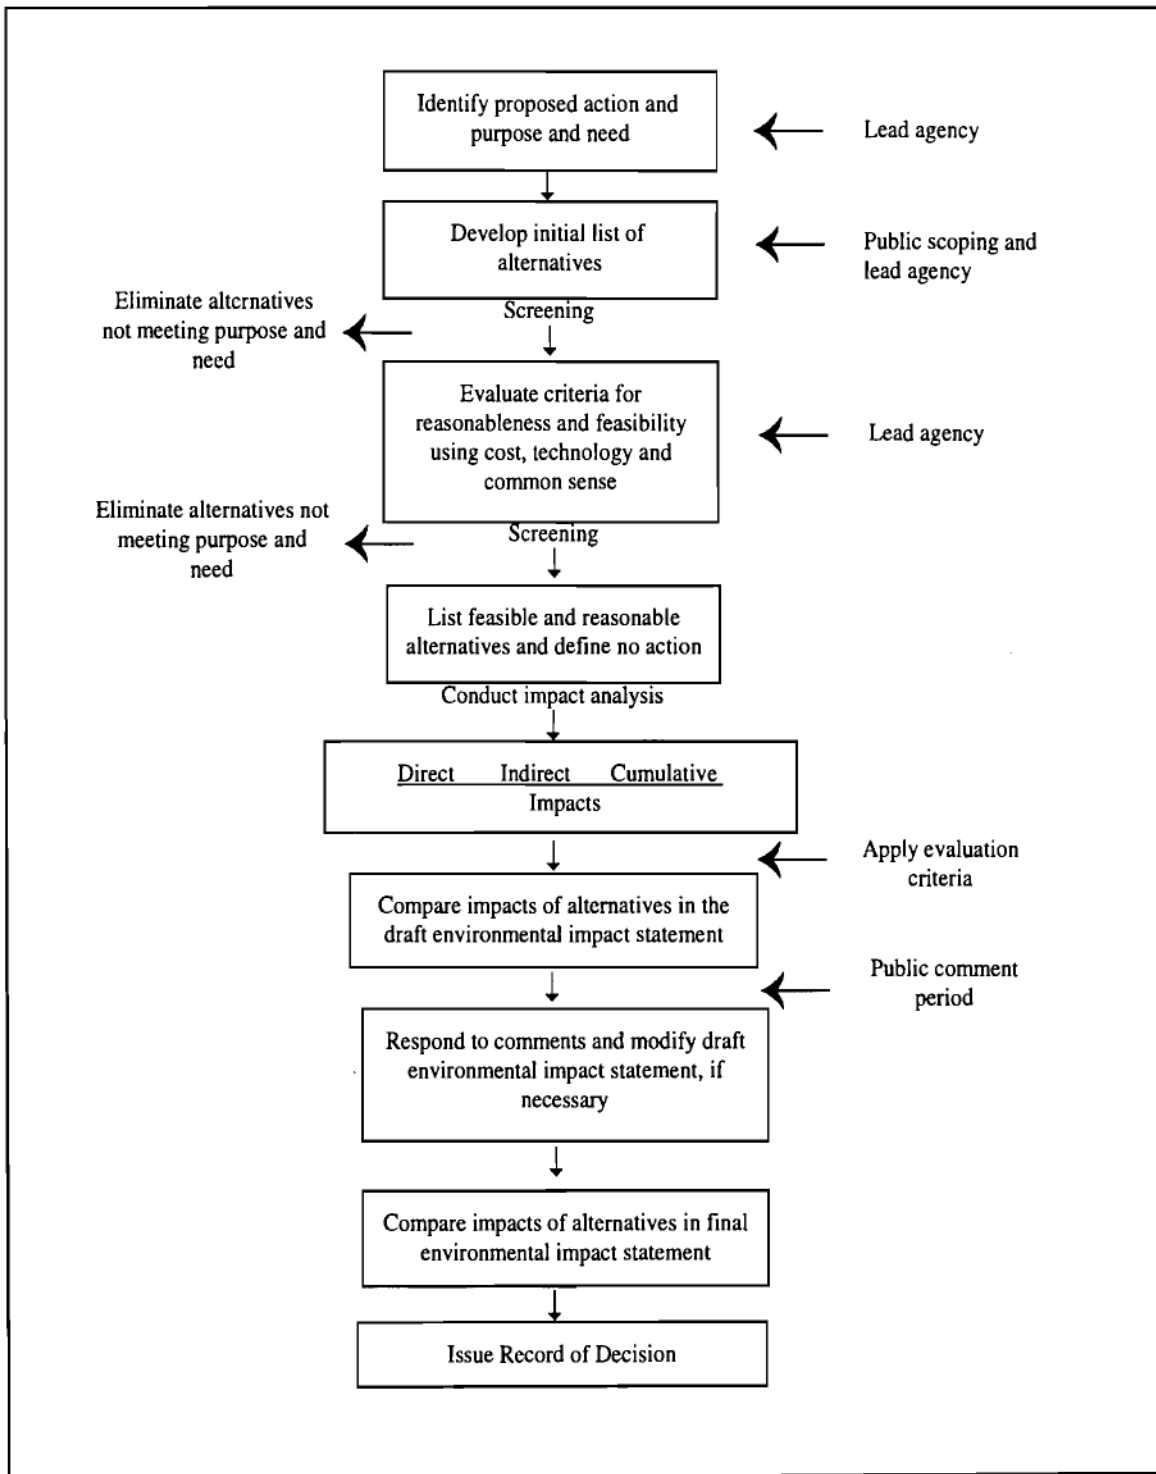 Identify proposed action and
purpose and need
Lead agency
Develop initial list of
alternatives
Public scoping and
lead agency
Screening
Eliminate alternatives
not meeting purpose and
need
Evaluate criteria for
reasonableness and feasibility
using cost, technology and
common sense
Lead agency
Screening
Eliminate alternatives not
meeting purpose and
need
List feasible and reasonable
alternatives and define no action
Conduct impact analysis
Direct Indirect Cumulative
Impacts
Apply evaluation
criteria
Compare impacts of alternatives in the
draft environmental impact statement
Public comment
period
Respond to comments and modify draft
environmental impact statement, if
necessary
Compare impacts of alternatives in final
environmental impact statement
Issue Record of Decision